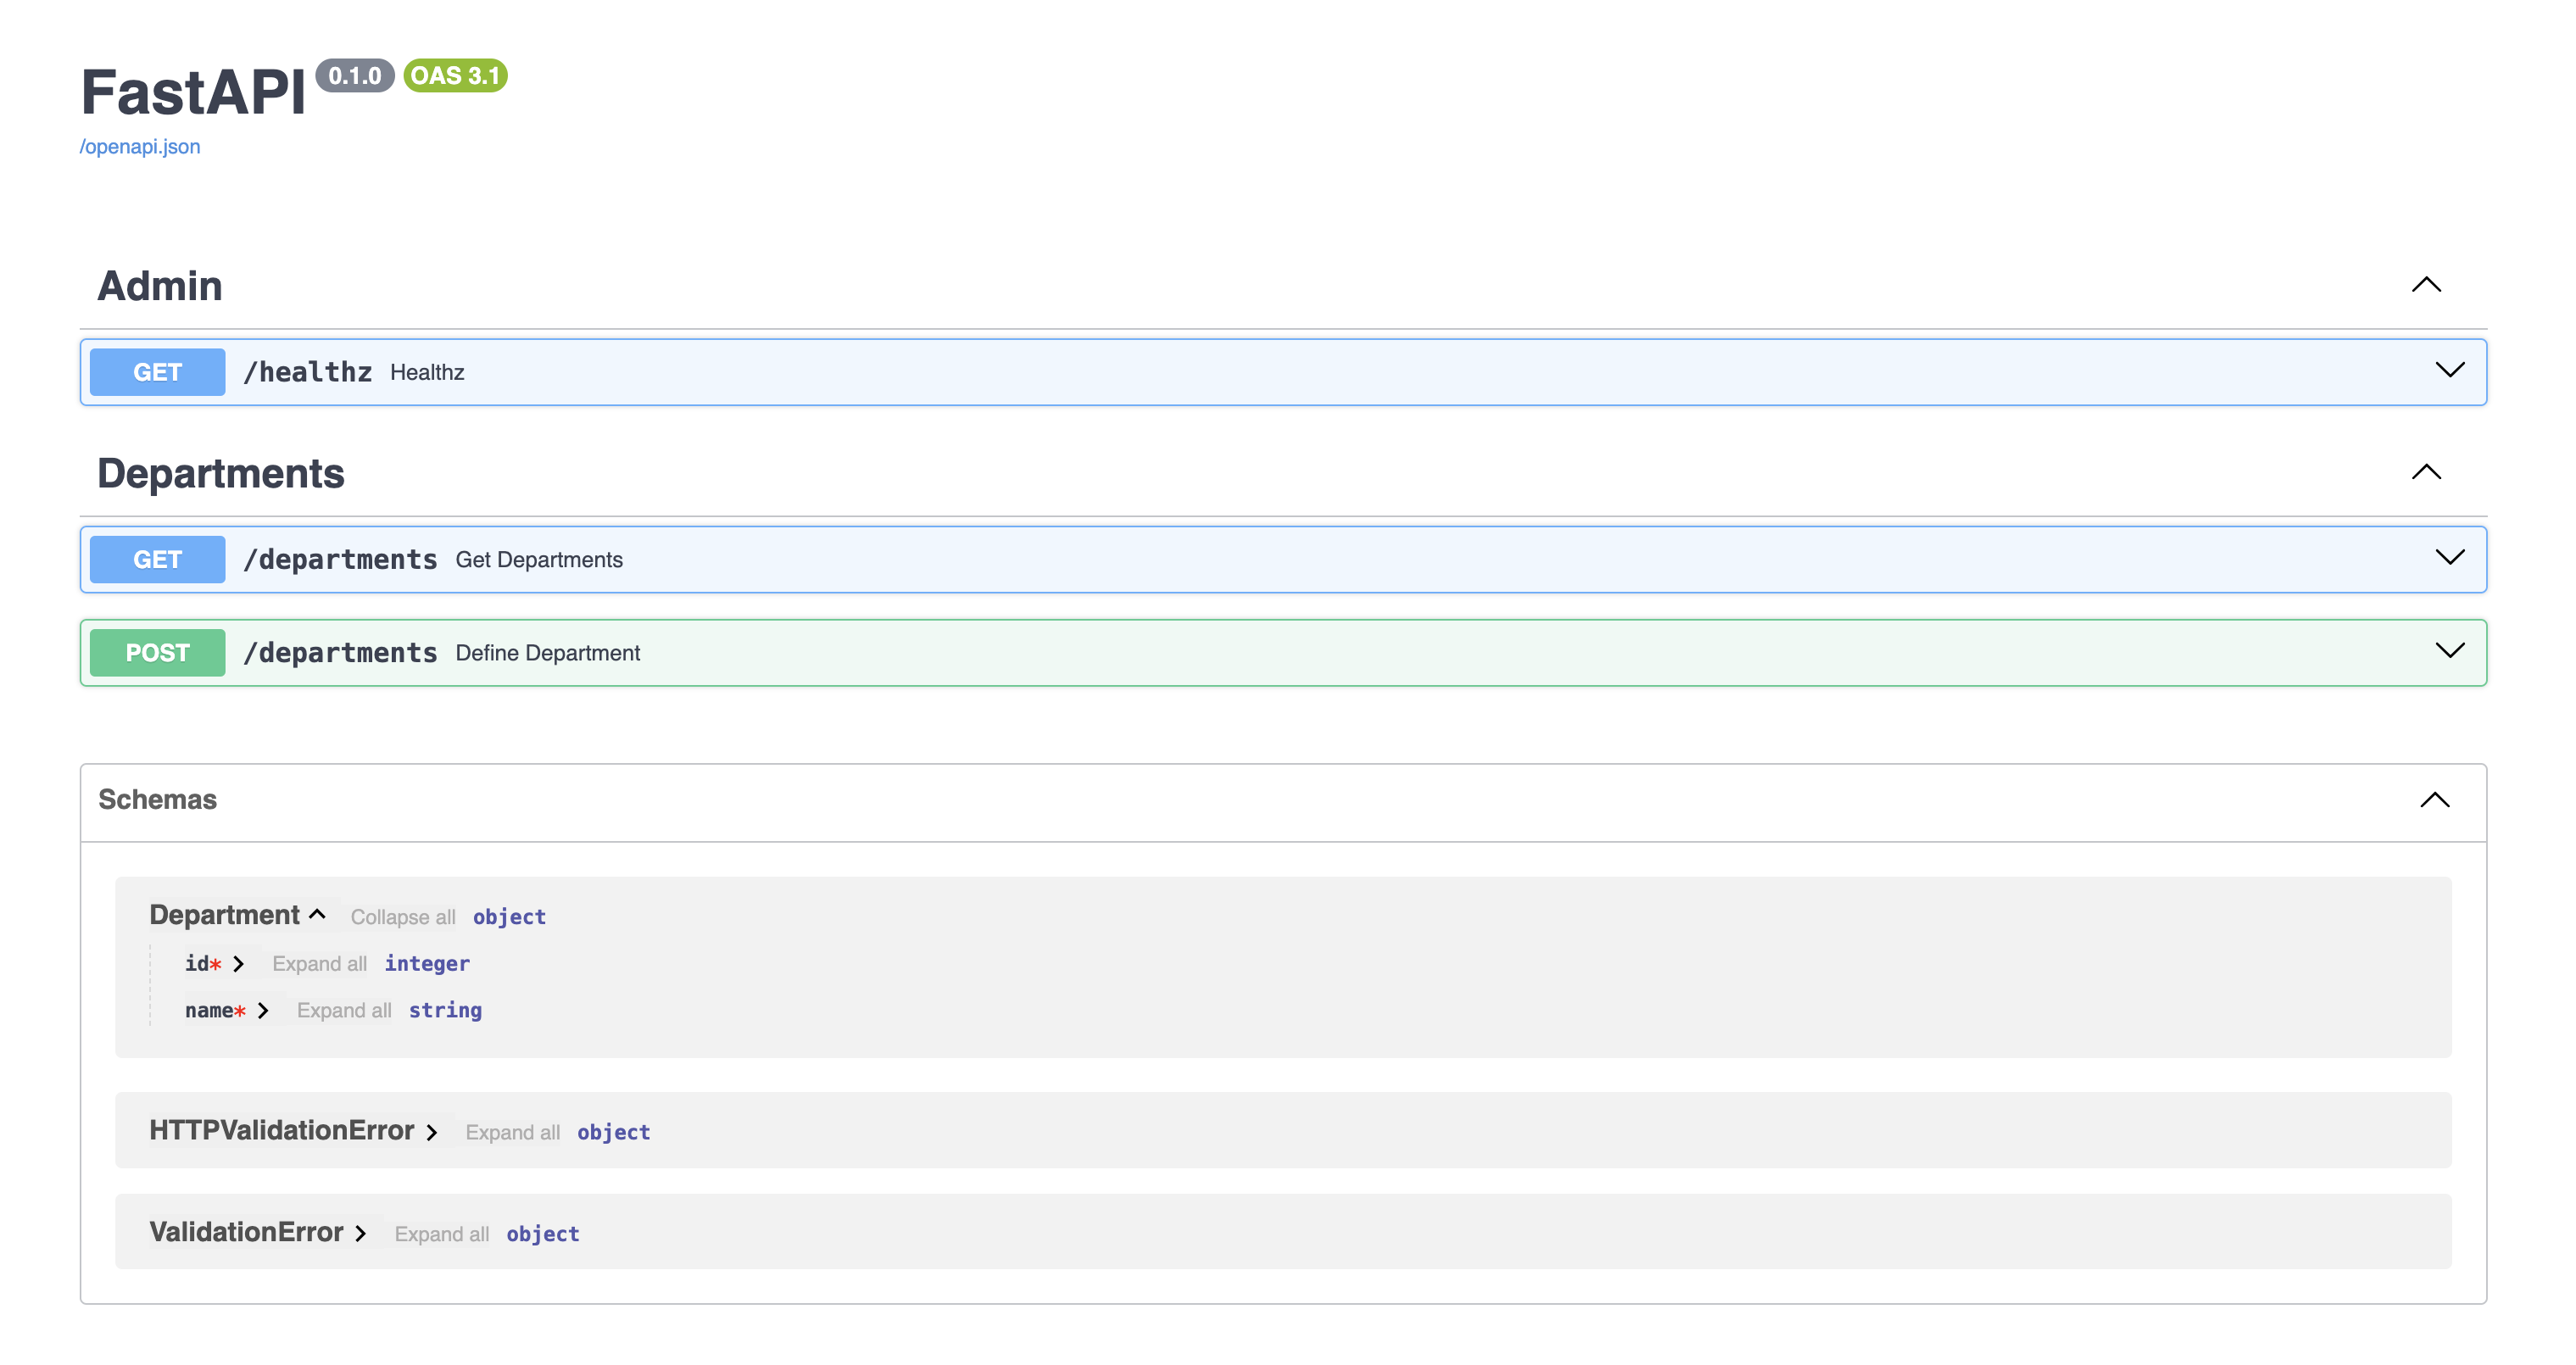 FastAPI 0.1.0 OAS 3.1
/openapi.json
Admin
GET /healthz Healthz
Departments
GET /departments Get Departments
POST /departments Define Department
Schemas
Department Collapse all object
id* Expand all integer
name* Expand all string
HTTPValidationError Expand all object
ValidationError Expand all object